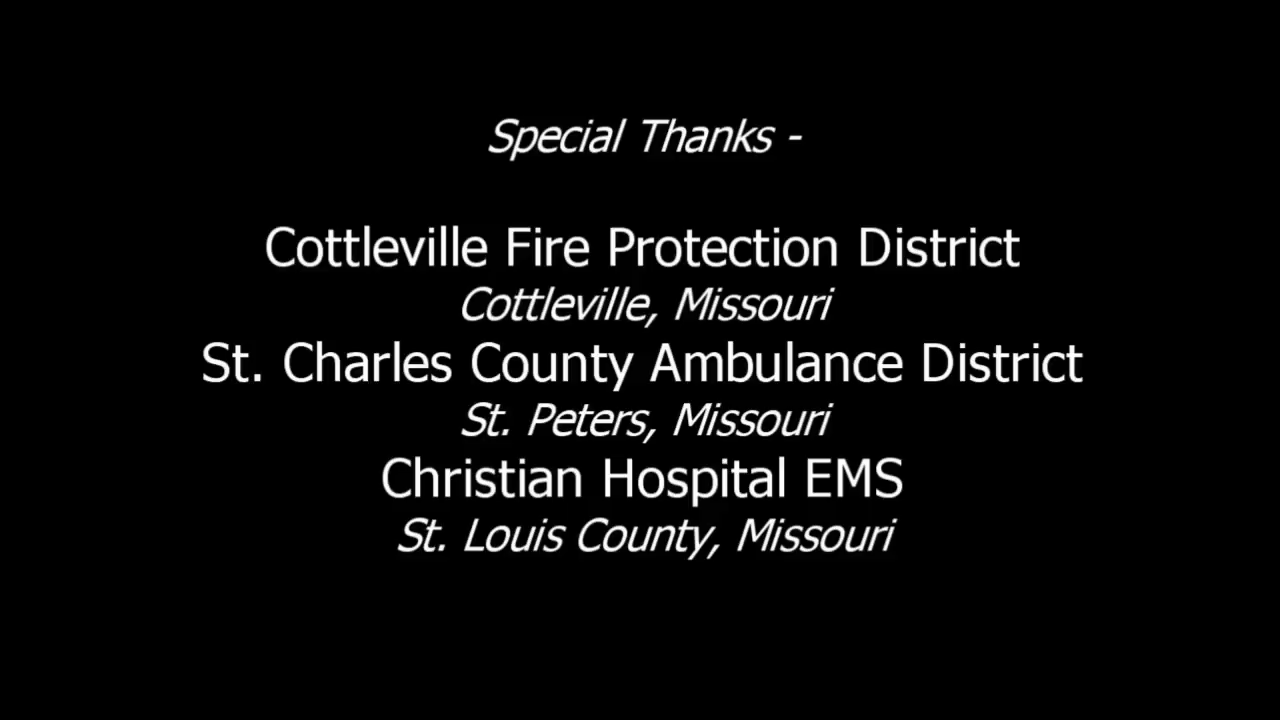 Special Thanks -
Cottleville Fire Protection District
Cottleville, Missouri
St. Charles County Ambulance District
St. Peters, Missouri
Christian Hospital EMS
St. Louis County, Missouri